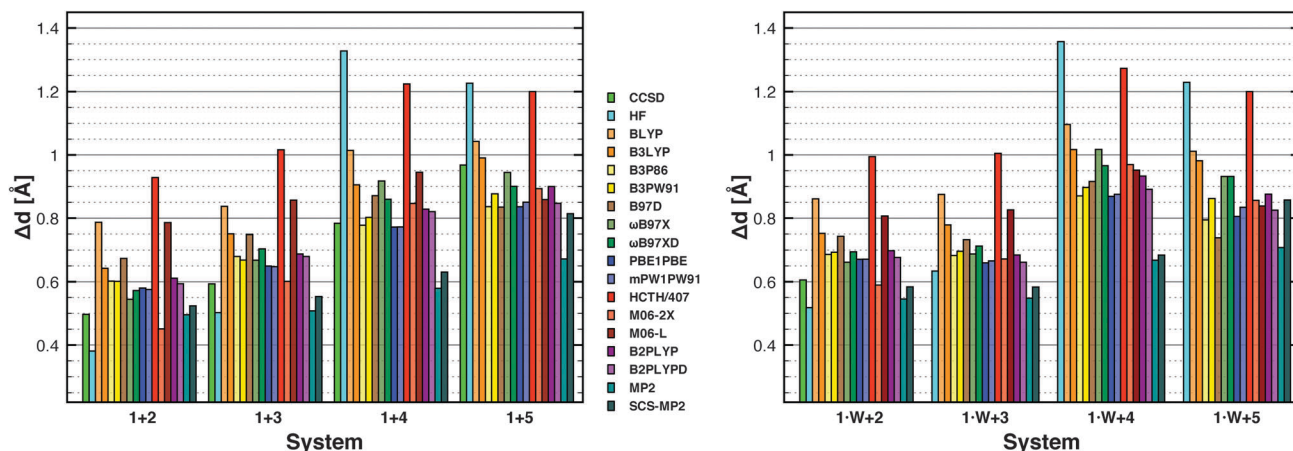 1.4
1.2
1
0.8
0.6
0.4
Δd [Å]
1+2 1+3 1+4 1+5
System
CCSD
HF
BLYP
B3LYP
B3P86
B3PW91
B97D
ωB97X
ωB97XD
PBE1PBE
mPW1PW91
HCTH/407
M06-2X
M06-L
B2PLYP
B2PLYPD
MP2
SCS-MP2
1.4
1.2
1
0.8
0.6
0.4
Δd [Å]
1·W+2 1·W+3 1·W+4 1·W+5
System